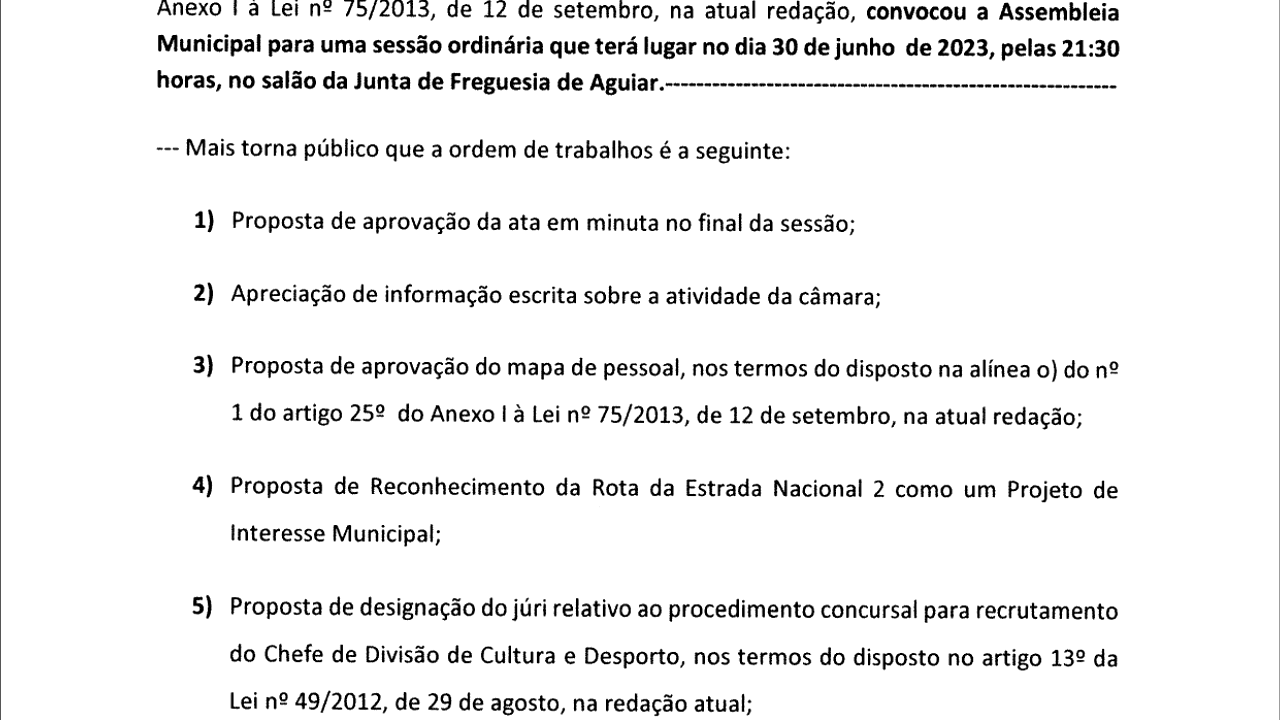 Anexo I à Lei nº 75/2013, de 12 de setembro, na atual redação, convocou a Assembleia
Municipal para uma sessão ordinária que terá lugar no dia 30 de junho de 2023, pelas 21:30
horas, no salão da Junta de Freguesia de Aguiar.----------------------------------------------------------
--- Mais torna público que a ordem de trabalhos é a seguinte:
1) Proposta de aprovação da ata em minuta no final da sessão;
2) Apreciação de informação escrita sobre a atividade da câmara;
3) Proposta de aprovação do mapa de pessoal, nos termos do disposto na alínea o) do nº
1 do artigo 25º do Anexo I à Lei nº 75/2013, de 12 de setembro, na atual redação;
4) Proposta de Reconhecimento da Rota da Estrada Nacional 2 como um Projeto de
Interesse Municipal;
5) Proposta de designação do júri relativo ao procedimento concursal para recrutamento
do Chefe de Divisão de Cultura e Desporto, nos termos do disposto no artigo 13º da
Lei nº 49/2012, de 29 de agosto, na redação atual;